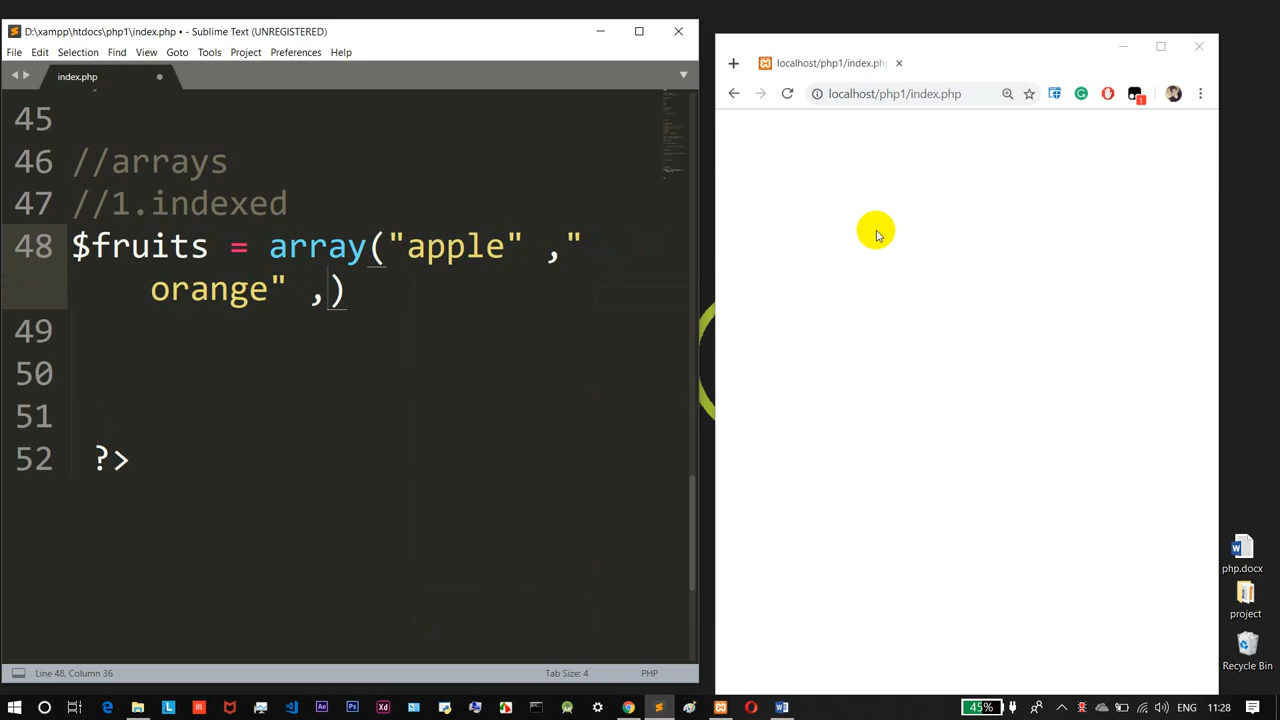 D:\xampp\htdocs\php1\index.php • - Sublime Text (UNREGISTERED)
File Edit Selection Find View Goto Tools Project Preferences Help
index.php
45
46 //arrays
47 //1.indexed
48 $fruits = array("apple" ,"
orange" ,)
49
50
51
52 ?>
Line 48, Column 36 Tab Size: 4 PHP
localhost/php1/index.php
localhost/php1/index.php
1
php.docx
project
Recycle Bin
45% ENG 11:28